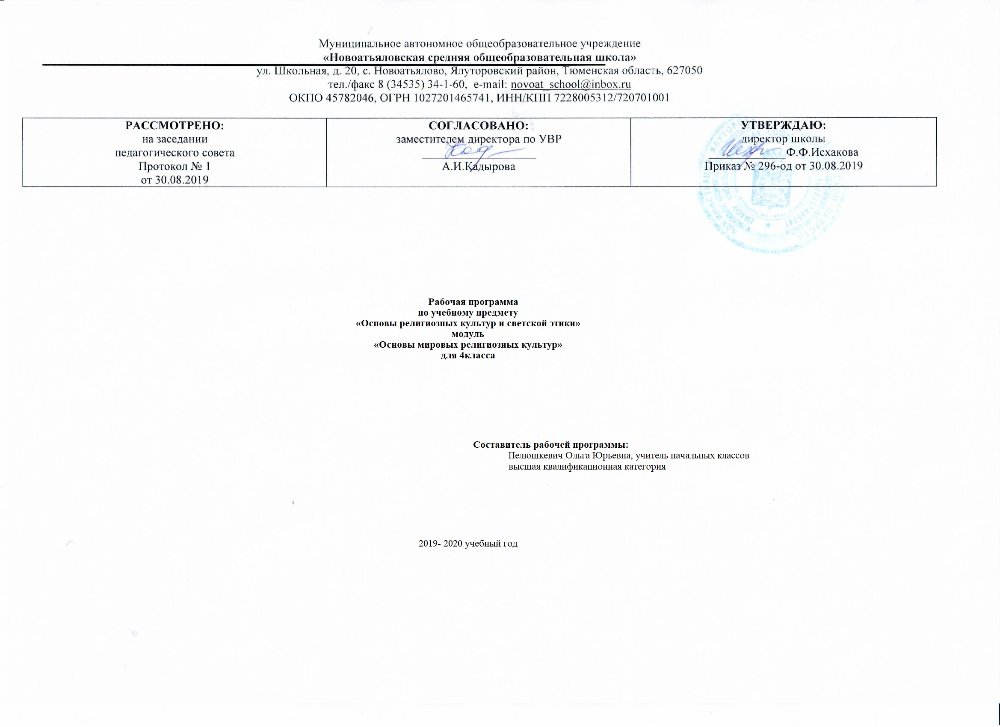 Муниципальное автономное общеобразовательное учреждение
«Новоатьяловская средняя общеобразовательная школа»
ул. Школьная, д. 20, с. Новоатьялово, Ялуторовский район, Тюменская область, 627050
тел./факс 8 (34535) 34-1-60, e-mail: novoat_school@inbox.ru
ОКПО 45782046, ОГРН 1027201465741, ИНН/КПП 7228005312/720701001
РАССМОТРЕНО:
на заседании
педагогического совета
Протокол № 1
от 30.08.2019
СОГЛАСОВАНО:
заместителем директора по УВР
А.И.Кадырова
УТВЕРЖДАЮ:
директор школы
Ф.Ф.Исхакова
Приказ № 296-од от 30.08.2019
Рабочая программа
по учебному предмету
«Основы религиозных культур и светской этики»
модуль
«Основы мировых религиозных культур»
для 4класса
Составитель рабочей программы:
Пелюшкевич Ольга Юрьевна, учитель начальных классов
высшая квалификационная категория
2019- 2020 учебный год